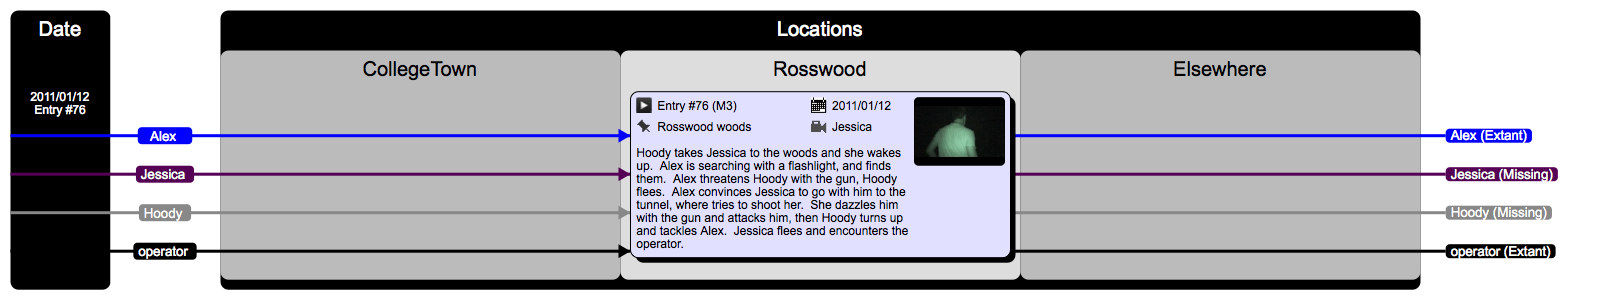 Date
Locations
CollegeTown
Rosswood
Elsewhere
2011/01/12
Entry #76
Entry #76 (M3)
2011/01/12
Rosswood woods
Jessica
Hoody takes Jessica to the woods and she wakes
up.  Alex is searching with a flashlight, and finds
them.  Alex threatens Hoody with the gun, Hoody
flees.  Alex convinces Jessica to go with him to the
tunnel, where tries to shoot her.  She dazzles him
with the gun and attacks him, then Hoody turns up
and tackles Alex.  Jessica flees and encounters the
operator.
Alex
Alex (Extant)
Jessica
Jessica (Missing)
Hoody
Hoody (Missing)
operator
operator (Extant)